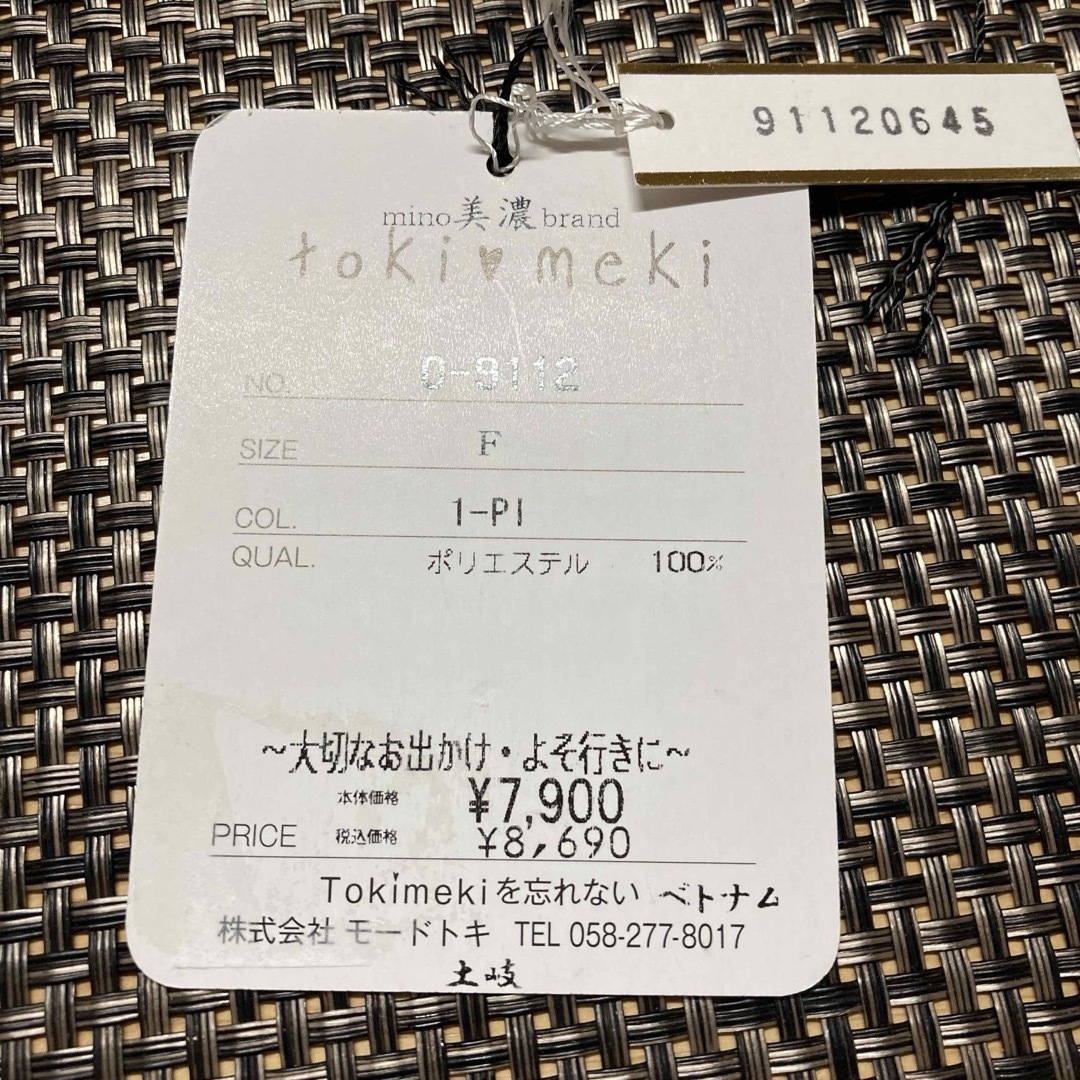 91120645
mino美濃brand
toki♥meki
NO. 0-9112
SIZE F
COL. 1-PI
QUAL. ポリエステル 100%
～大切なお出かけ・よそ行きに～
本体価格 ¥7,900
PRICE 税込価格 ¥8,690
Tokimekiを忘れない ベトナム
株式会社 モードトキ TEL 058-277-8017
土岐